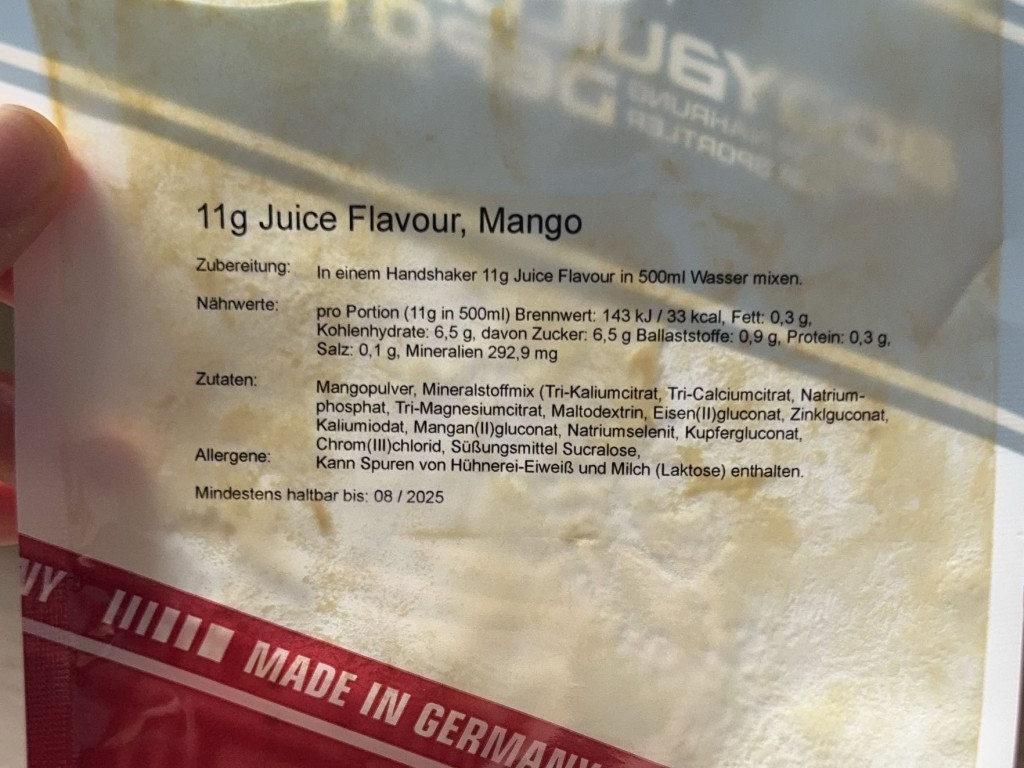 11g Juice Flavour, Mango
Zubereitung: In einem Handshaker 11g Juice Flavour in 500ml Wasser mixen.
Nährwerte: pro Portion (11g in 500ml) Brennwert: 143 kJ / 33 kcal, Fett: 0,3 g,
Kohlenhydrate: 6,5 g, davon Zucker: 6,5 g Ballaststoffe: 0,9 g, Protein: 0,3 g,
Salz: 0,1 g, Mineralien 292,9 mg
Zutaten: Mangopulver, Mineralstoffmix (Tri-Kaliumcitrat, Tri-Calciumcitrat, Natrium-
phosphat, Tri-Magnesiumcitrat, Maltodextrin, Eisen(II)gluconat, Zinklguconat,
Kaliumiodat, Mangan(II)gluconat, Natriumselenit, Kupfergluconat,
Chrom(III)chlorid, Süßungsmittel Sucralose,
Allergene: Kann Spuren von Hühnerei-Eiweiß und Milch (Laktose) enthalten.
Mindestens haltbar bis: 08 / 2025
MADE IN GERMANY